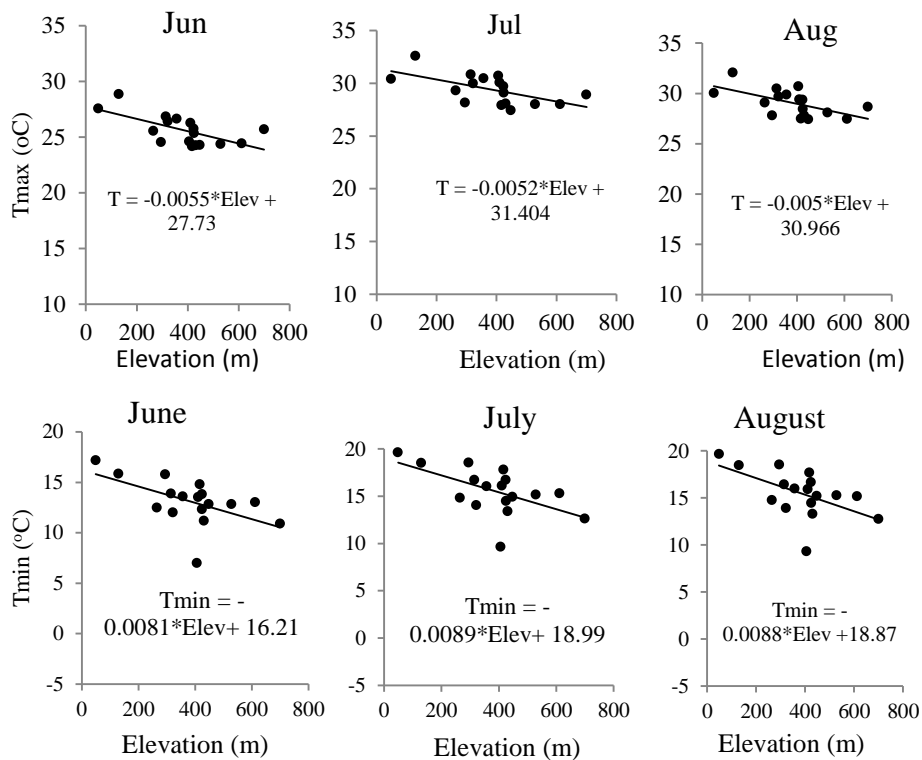 Jun
35
30
25
20
15
10
Tmax (oC)
T = -0.0055*Elev +
27.73
0 200 400 600 800
Elevation (m)
Jul
35
30
25
20
15
10
T = -0.0052*Elev +
31.404
0 200 400 600 800
Elevation (m)
Aug
35
30
25
20
15
10
T = -0.005*Elev +
30.966
0 200 400 600 800
Elevation (m)
June
20
15
10
5
0
-5
Tmin (°C)
Tmin = -
0.0081*Elev+ 16.21
0 200 400 600 800
Elevation (m)
July
20
15
10
5
0
-5
Tmin = -
0.0089*Elev+ 18.99
0 200 400 600 800
Elevation (m)
August
20
15
10
5
0
-5
Tmin = -
0.0088*Elev +18.87
0 200 400 600 800
Elevation (m)